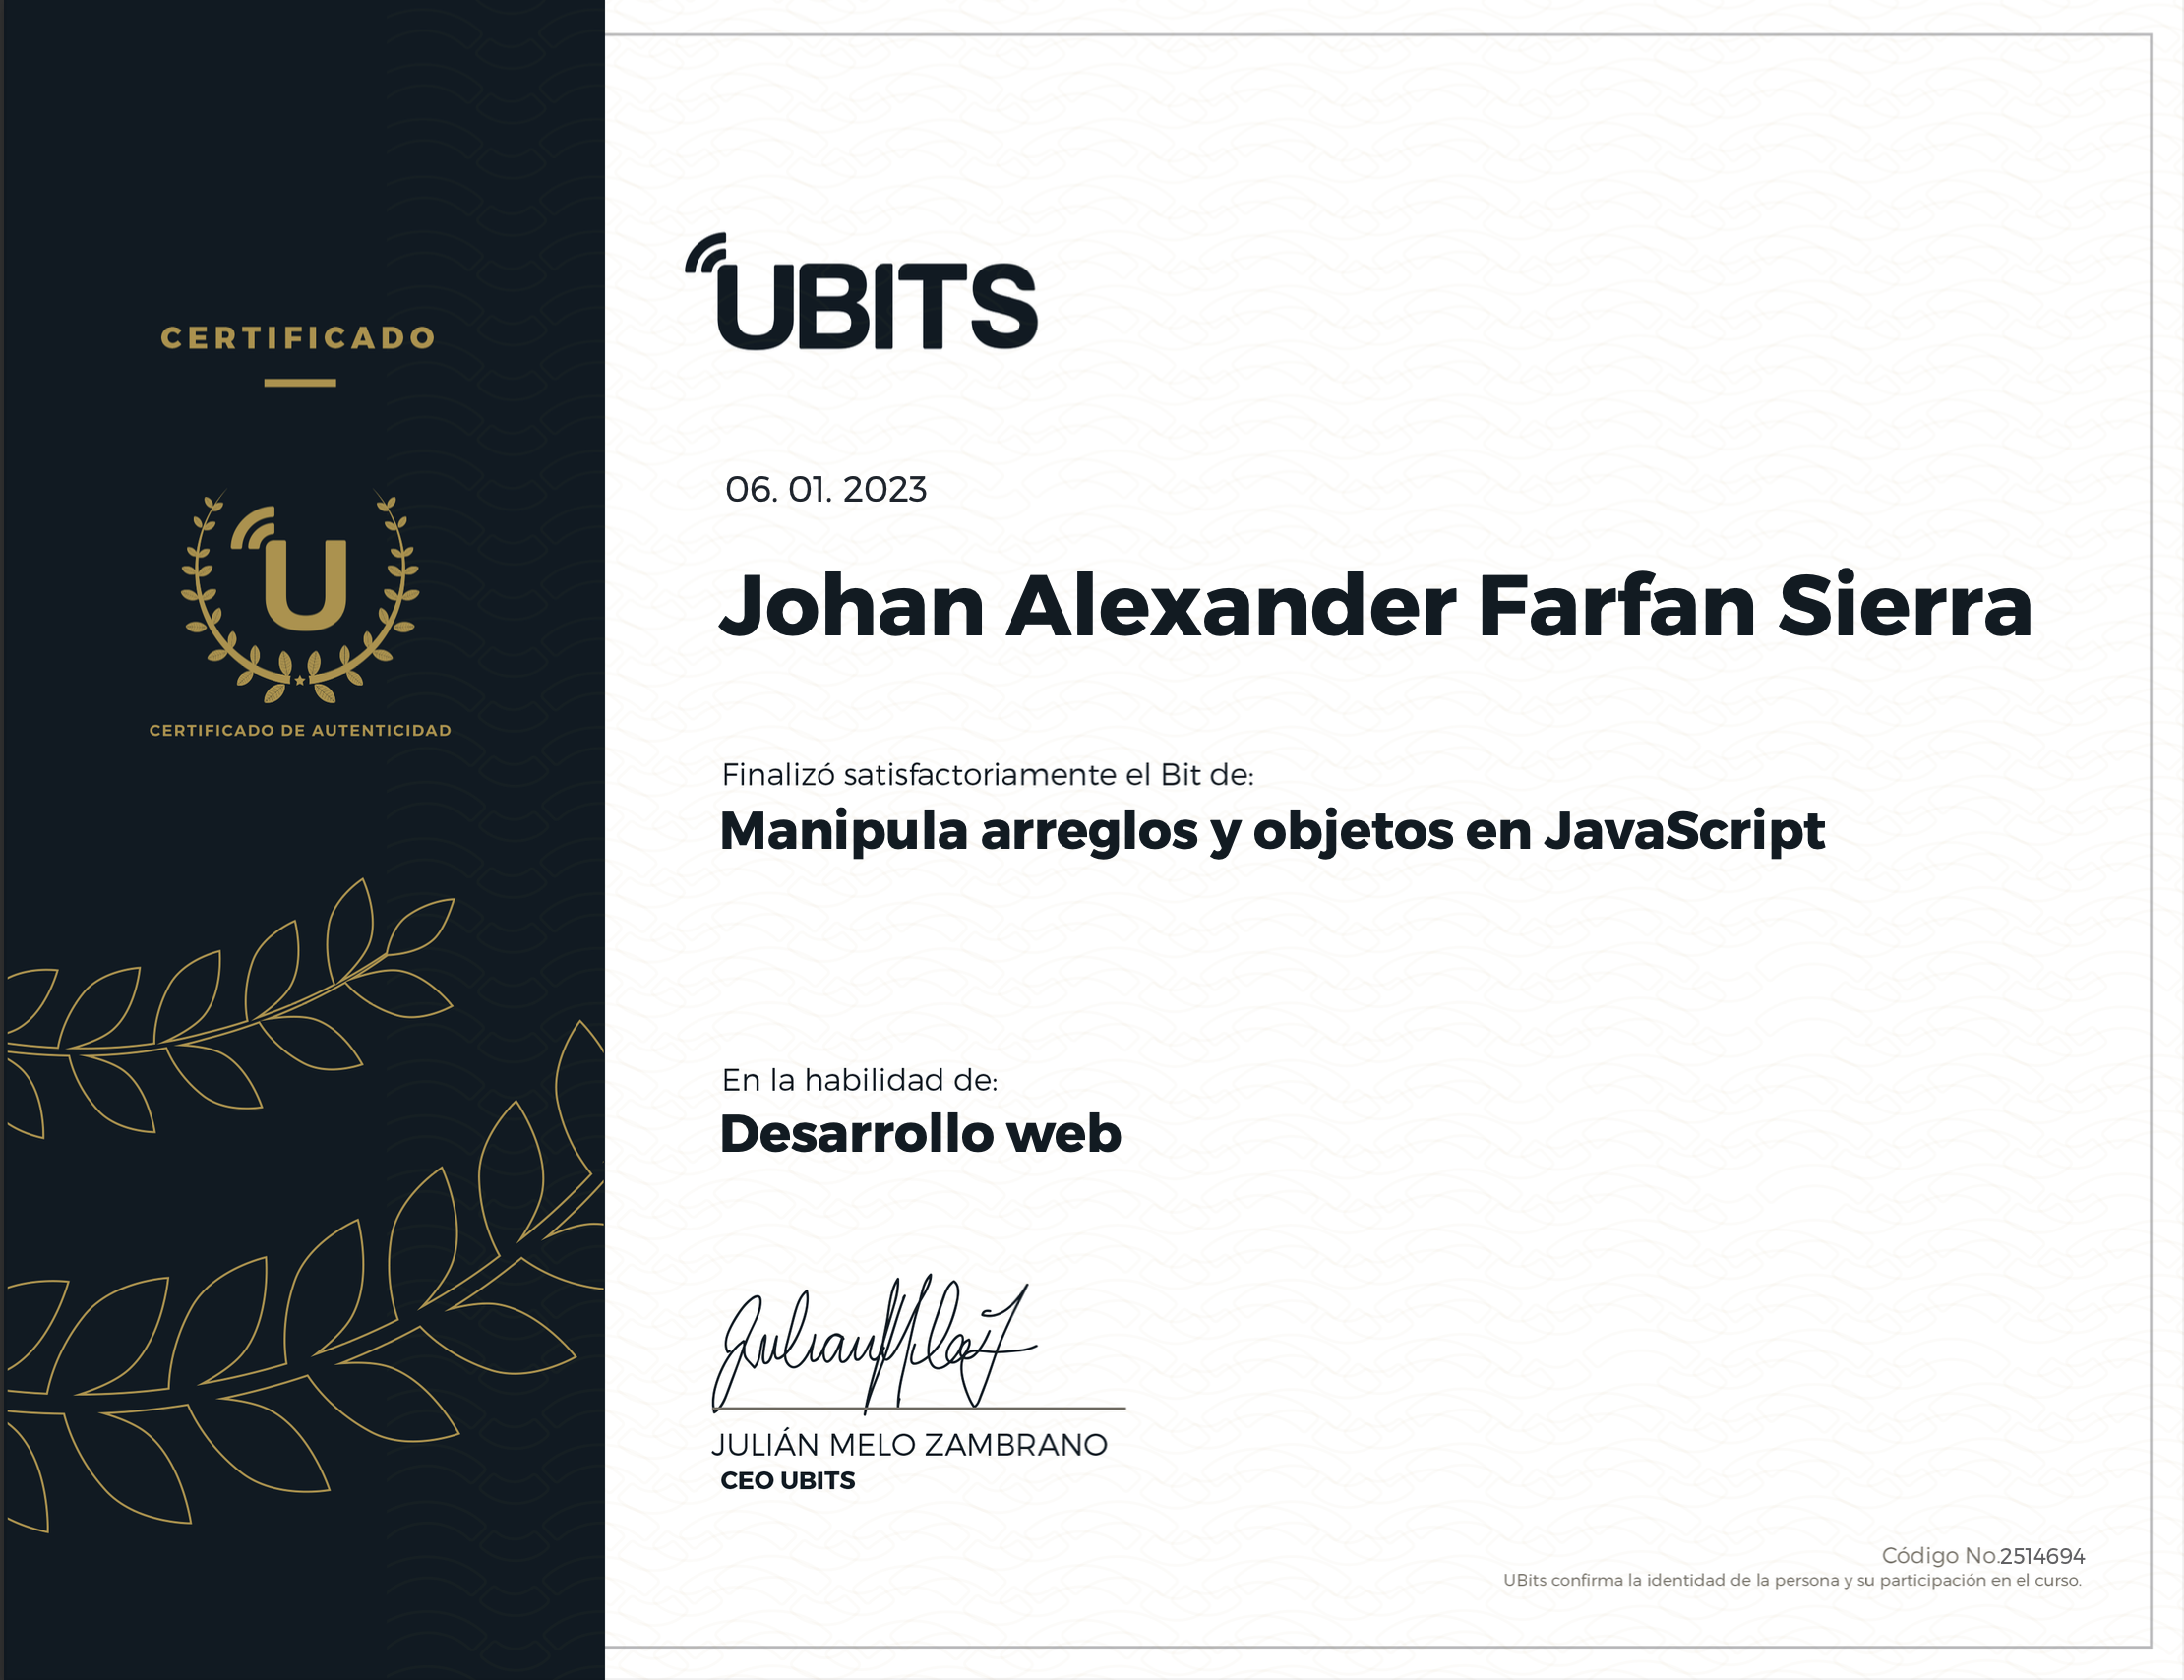 CERTIFICADO
U
CERTIFICADO DE AUTENTICIDAD
UBITS
06. 01. 2023
Johan Alexander Farfan Sierra
Finalizó satisfactoriamente el Bit de:
Manipula arreglos y objetos en JavaScript
En la habilidad de:
Desarrollo web
JULIÁN MELO ZAMBRANO
CEO UBITS
Código No.2514694
UBits confirma la identidad de la persona y su participación en el curso.